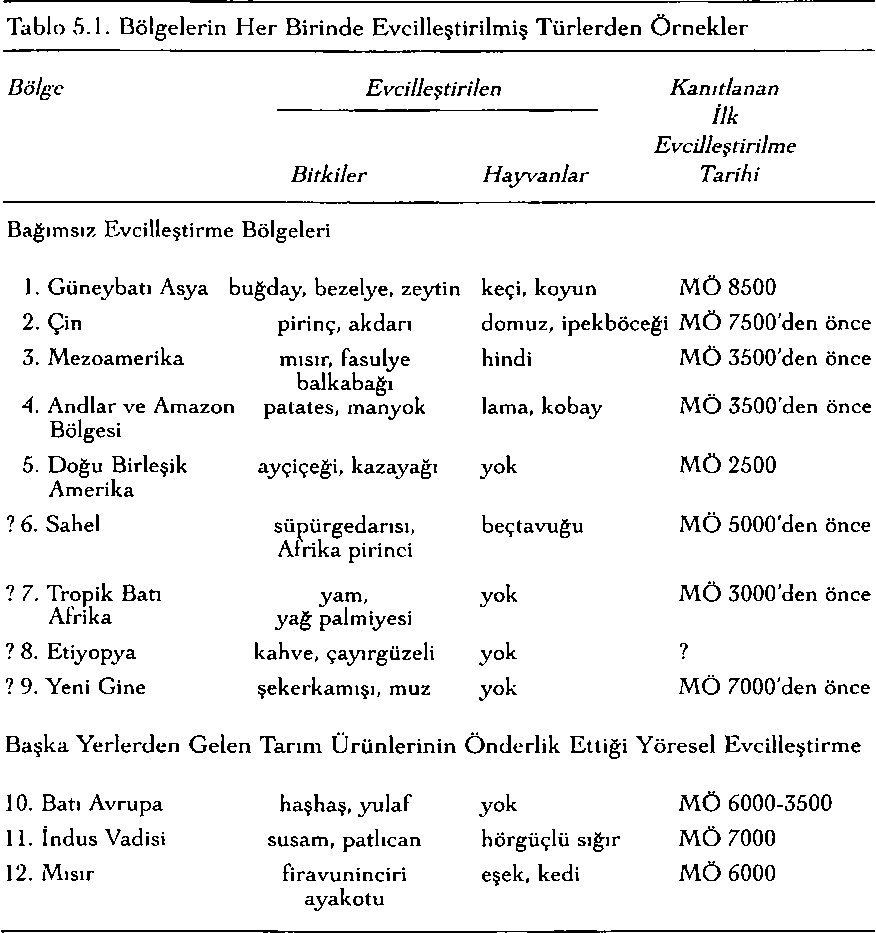 Tablo 5.1. Bölgelerin Her Birinde Evcilleştirilmiş Türlerden Örnekler
Bölge Evcilleştirilen Kanıtlanan
İlk
Evcilleştirilme
Bitkiler Hayvanlar Tarihi
Bağımsız Evcilleştirme Bölgeleri
1. Güneybatı Asya buğday, bezelye, zeytin keçi, koyun MÖ 8500
2. Çin pirinç, akdarı domuz, ipekböceği MÖ 7500'den önce
3. Mezoamerika mısır, fasulye hindi MÖ 3500'den önce
balkabağı
4. Andlar ve Amazon patates, manyok lama, kobay MÖ 3500'den önce
Bölgesi
5. Doğu Birleşik ayçiçeği, kazayağı yok MÖ 2500
Amerika
? 6. Sahel süpürgedarısı, beçtavuğu MÖ 5000'den önce
Afrika pirinci
? 7. Tropik Batı yam, yok MÖ 3000'den önce
Afrika yağ palmiyesi
? 8. Etiyopya kahve, çayırgüzeli yok ?
? 9. Yeni Gine şekerkamışı, muz yok MÖ 7000'den önce
Başka Yerlerden Gelen Tarım Ürünlerinin Önderlik Ettiği Yöresel Evcilleştirme
10. Batı Avrupa haşhaş, yulaf yok MÖ 6000-3500
11. İndus Vadisi susam, patlıcan hörgüçlü sığır MÖ 7000
12. Mısır firavuninciri eşek, kedi MÖ 6000
ayakotu